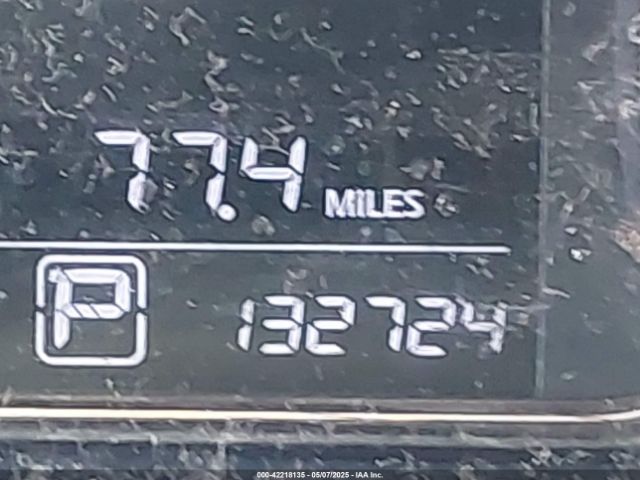 77.4 MILES
P 132724
000-42218135 - 05/07/2025 - IAA Inc.